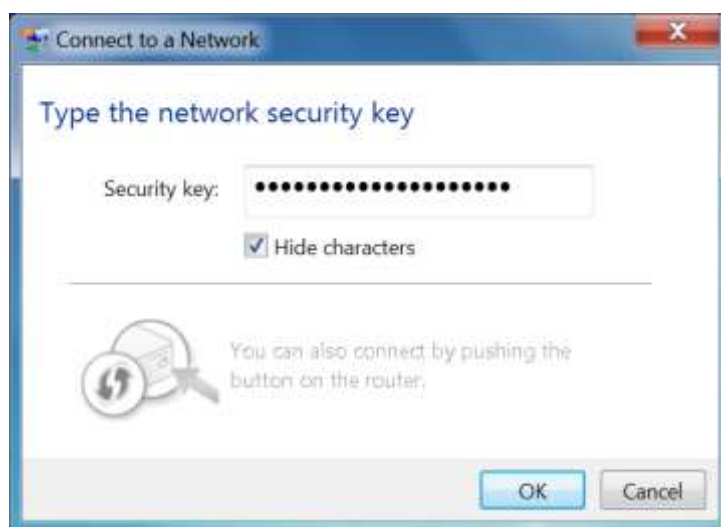 Connect to a Network
Type the network security key
Security key: ••••••••••••••••••••
Hide characters
You can also connect by pushing the
button on the router.
OK Cancel